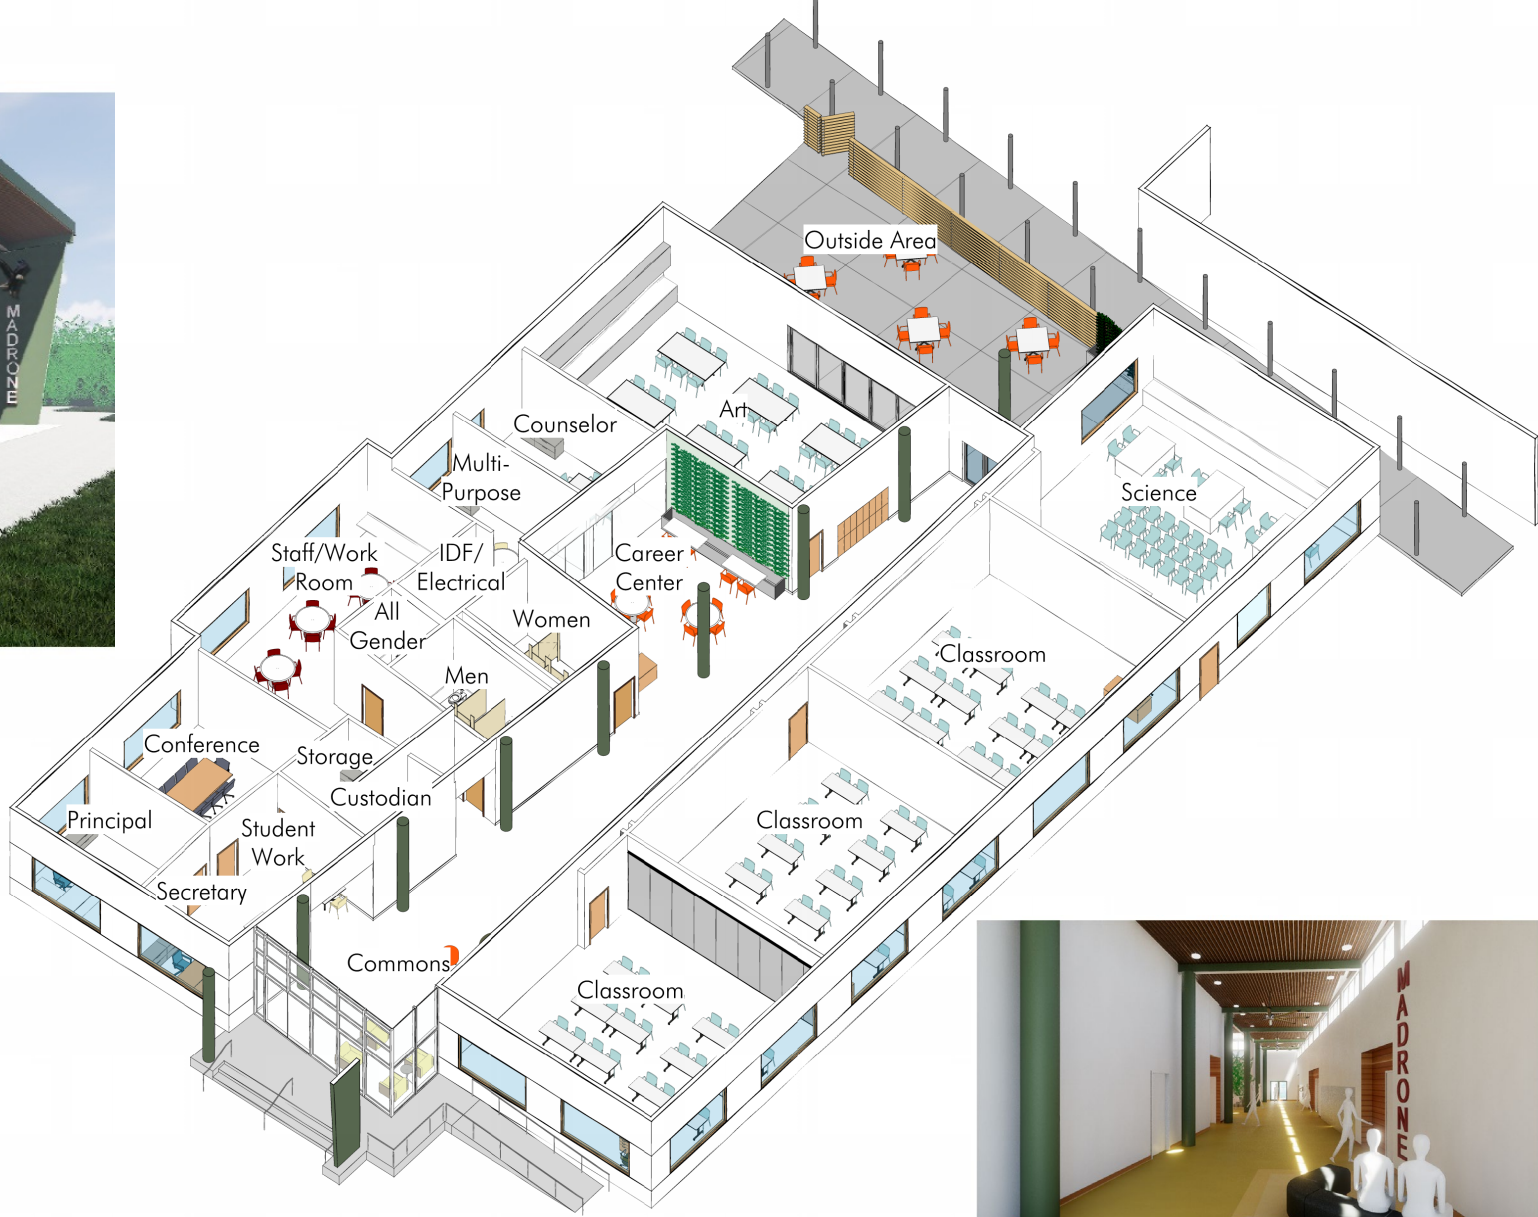 MADRONE
Outside Area
Art
Counselor
Multi-
Purpose
Science
Staff/Work
Room
IDF/
Electrical
Career
Center
All
Gender
Women
Classroom
Men
Conference
Storage
Custodian
Principal
Student
Work
Classroom
Secretary
Commons
Classroom
MADRONE